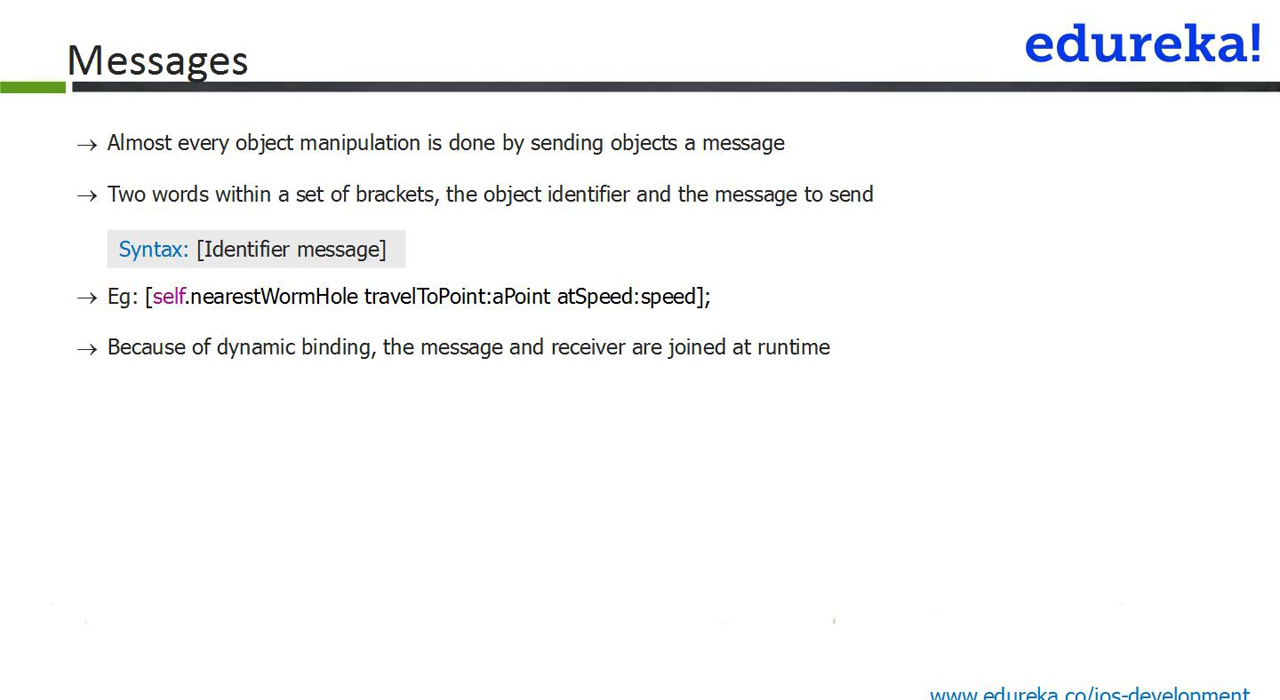 Messages
edureka!
→ Almost every object manipulation is done by sending objects a message
→ Two words within a set of brackets, the object identifier and the message to send
Syntax: [Identifier message]
→ Eg: [self.nearestWormHole travelToPoint:aPoint atSpeed:speed];
→ Because of dynamic binding, the message and receiver are joined at runtime
www.edureka.co/ios-development